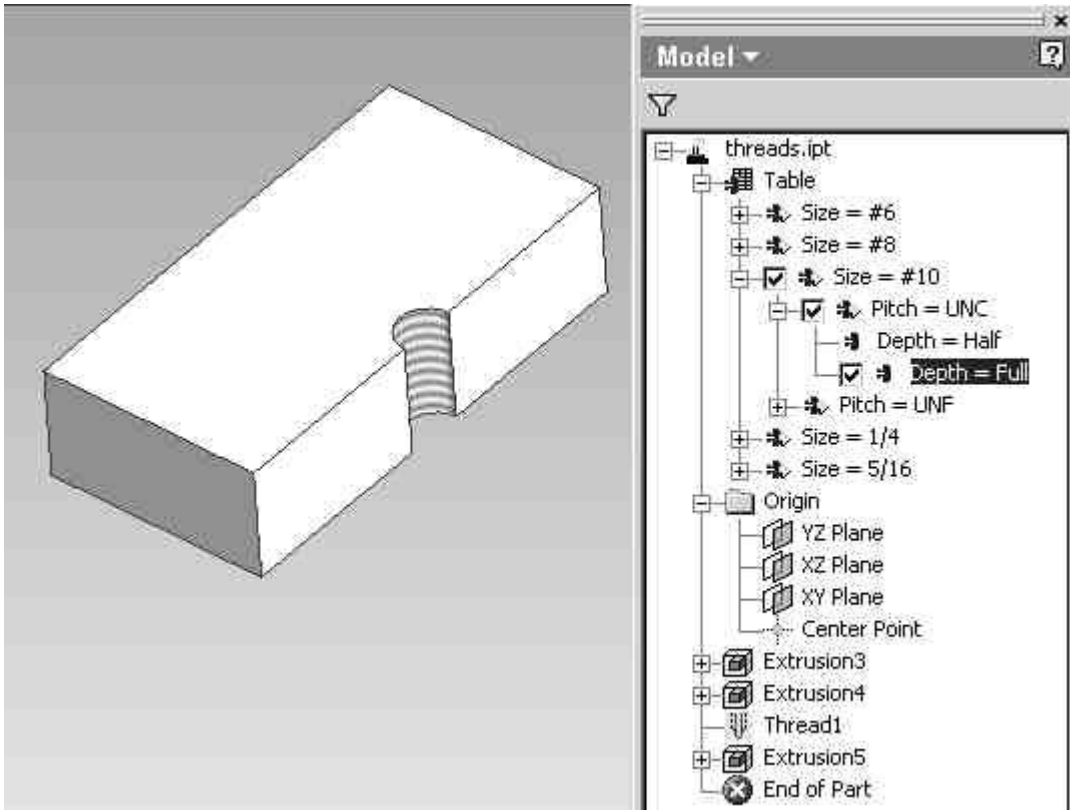 Model
threads.ipt
Table
Size = #6
Size = #8
Size = #10
Pitch = UNC
Depth = Half
Depth = Full
Pitch = UNF
Size = 1/4
Size = 5/16
Origin
YZ Plane
XZ Plane
XY Plane
Center Point
Extrusion3
Extrusion4
Thread1
Extrusion5
End of Part